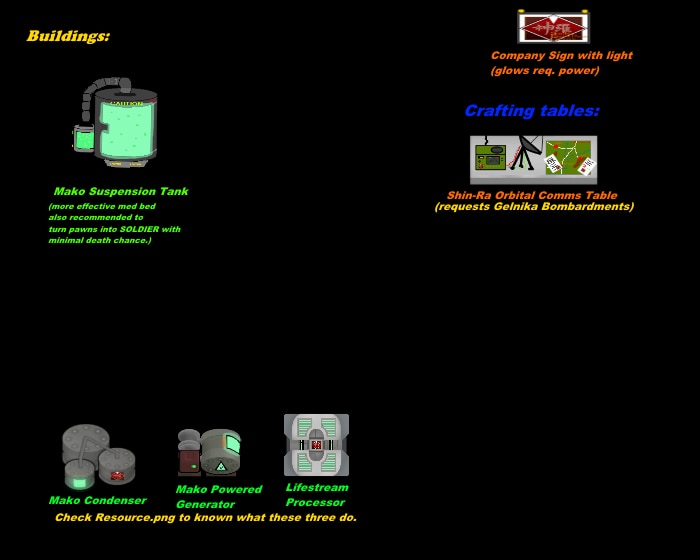 Buildings:
CAUTION
Mako Suspension Tank
(more effective med bed
also recommended to
turn pawns into SOLDIER with
minimal death chance.)
神羅
Company Sign with light
(glows req. power)
Crafting tables:
Shin-Ra Orbital Comms Table
(requests Gelnika Bombardments)
Mako Condenser
Mako Powered
Generator
Lifestream
Processor
Check Resource.png to known what these three do.